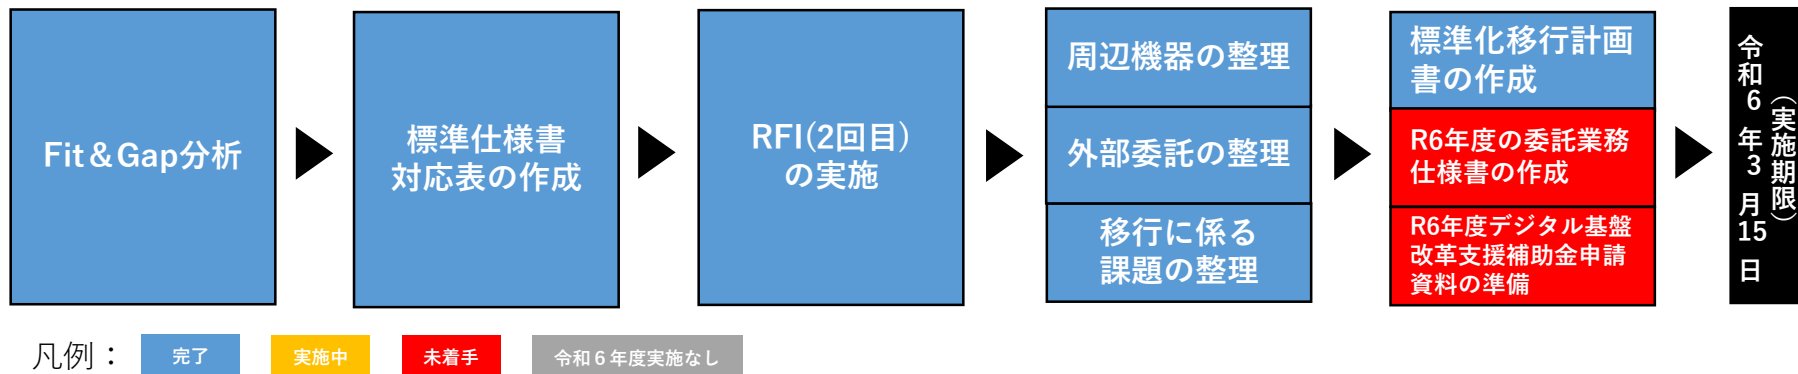 Fit＆Gap分析
標準仕様書
対応表の作成
RFI(2回目)
の実施
周辺機器の整理
外部委託の整理
移行に係る
課題の整理
標準化移行計画
書の作成
R6年度の委託業務
仕様書の作成
R6年度デジタル基盤
改革支援補助金申請
資料の準備
令和６年３月15日
（実施期限）
凡例：
完了
実施中
未着手
令和６年度実施なし